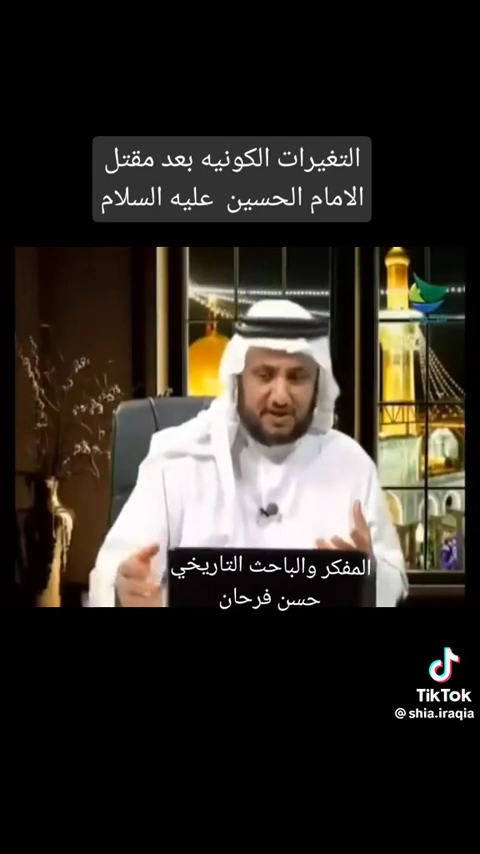 التغيرات الكونيه بعد مقتل
الامام الحسين عليه السلام
المفكر والباحث التاريخي
حسن فرحان
TikTok
@shia.iraqia